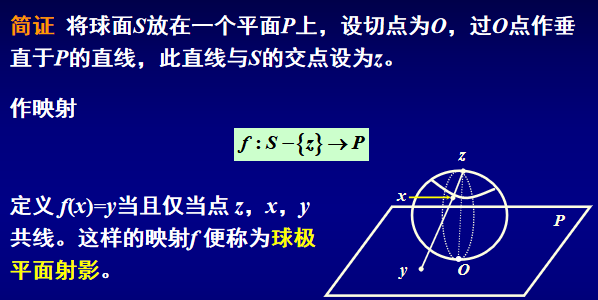 简证 将球面S放在一个平面P上，设切点为O，过O点作垂
直于P的直线，此直线与S的交点设为z。
作映射
f : S − {z} → P
定义 f(x)=y当且仅当点 z，x，y
共线。这样的映射f 便称为球极
平面射影。
z
x
P
y
O